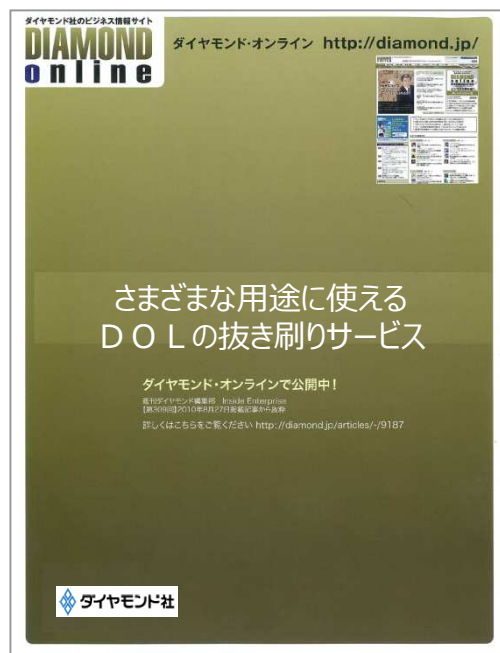 ダイヤモンド社のビジネス情報サイト
DIAMOND
online
ダイヤモンド・オンライン http://diamond.jp/
さまざまな用途に使える
DOLの抜き刷りサービス
ダイヤモンド・オンラインで公開中!
週刊ダイヤモンド編集部 Inside Enterprise
【第309回】2010年8月27日掲載記事から抜粋
詳しくはこちらをご覧ください http://diamond.jp/articles/-/9187
ダイヤモンド社